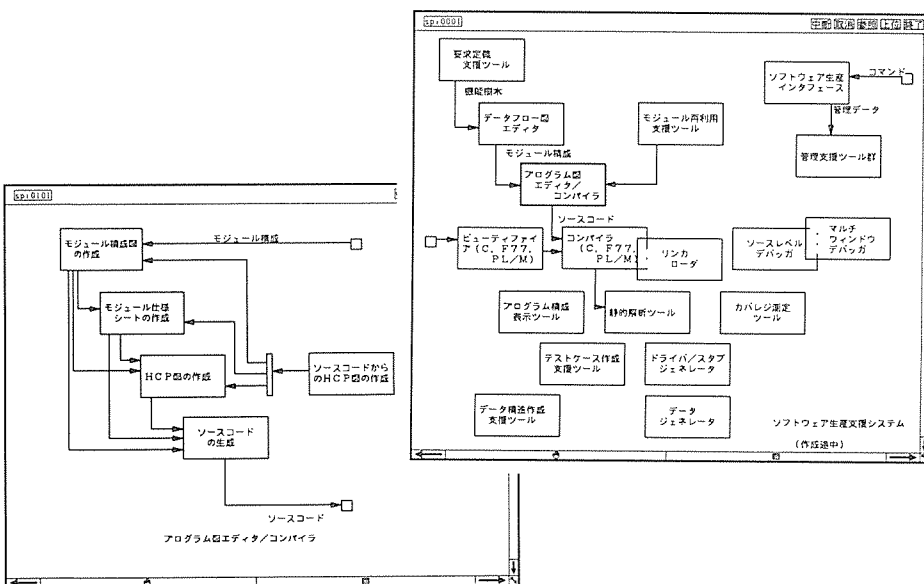 spi0001
中断 取消 参照 上位 終了
要求定義
支援ツール
機能樹木
データフロー図
エディタ
モジュール構成
モジュール再利用
支援ツール
プログラム図
エディタ/
コンパイラ
ソースコード
ソフトウェア生産
インタフェース
コマンド
管理データ
管理支援ツール群
ビューティファイ
ア(C, F77,
PL/M)
コンパイラ
(C, F77,
PL/M)
リンカ
ローダ
ソースレベル
デバッガ
マルチ
ウィンドウ
デバッガ
プログラム構成
表示ツール
静的解析ツール
カバレジ測定
ツール
テストケース作成
支援ツール
ドライバ/スタブ
ジェネレータ
データ構造作成
支援ツール
データ
ジェネレータ
ソフトウェア生産支援システム
(作成途中)
spi0101
モジュール構成図
の作成
モジュール構成
モジュール仕様
シートの作成
HCP図の作成
ソースコードから
のHCP図の作成
ソースコード
の生成
ソースコード
プログラム図エディタ/コンパイラ